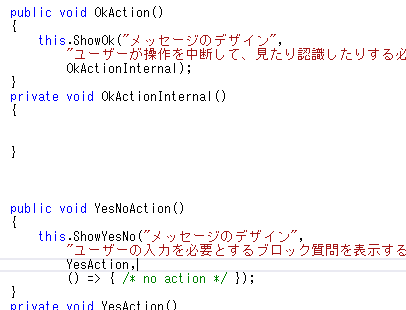 public void OkAction()
{
this.ShowOk("メッセージのデザイン",
"ユーザーが操作を中断して、見たり認識したりする必
OkActionInternal);
}
private void OkActionInternal()
{
}
public void YesNoAction()
{
this.ShowYesNo("メッセージのデザイン",
"ユーザーの入力を必要とするブロック質問を表示する
YesAction,
() => { /* no action */ });
}
private void YesAction()